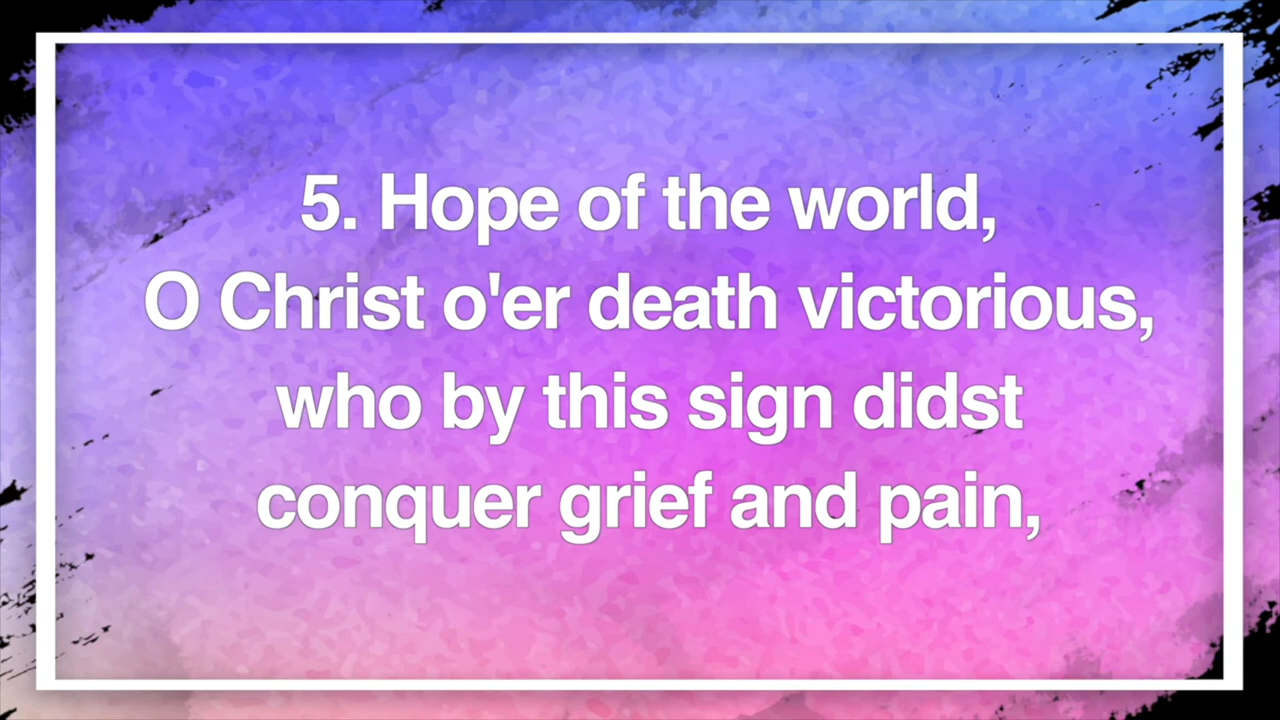 5. Hope of the world,
O Christ o'er death victorious,
who by this sign didst
conquer grief and pain,